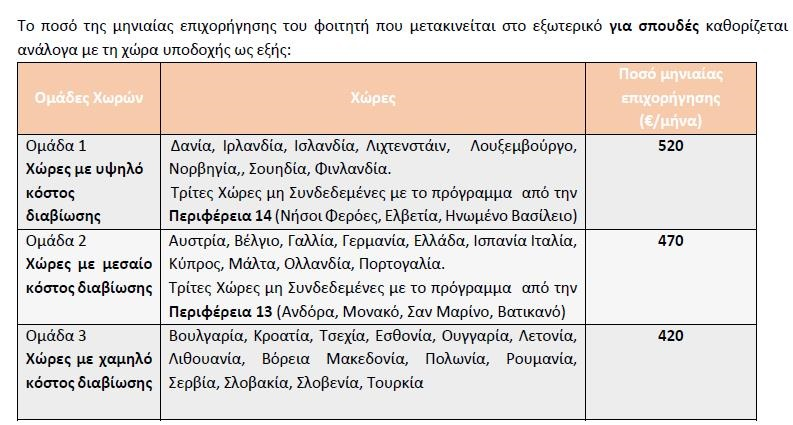 Το ποσό της μηνιαίας επιχορήγησης του φοιτητή που μετακινείται στο εξωτερικό για σπουδές καθορίζεται
ανάλογα με τη χώρα υποδοχής ως εξής:
Ομάδες Χωρών
Χώρες
Ποσό μηνιαίας
επιχορήγησης
(€/μήνα)
Ομάδα 1
Χώρες με υψηλό
κόστος
διαβίωσης
Δανία, Ιρλανδία, Ισλανδία, Λιχτενστάιν, Λουξεμβούργο,
Νορβηγία,, Σουηδία, Φινλανδία.
Τρίτες Χώρες μη Συνδεδεμένες με το πρόγραμμα από την
Περιφέρεια 14 (Νήσοι Φερόες, Ελβετία, Ηνωμένο Βασίλειο)
520
Ομάδα 2
Χώρες με μεσαίο
κόστος διαβίωσης
Αυστρία, Βέλγιο, Γαλλία, Γερμανία, Ελλάδα, Ισπανία Ιταλία,
Κύπρος, Μάλτα, Ολλανδία, Πορτογαλία.
Τρίτες Χώρες μη Συνδεδεμένες με το πρόγραμμα από την
Περιφέρεια 13 (Ανδόρα, Μονακό, Σαν Μαρίνο, Βατικανό)
470
Ομάδα 3
Χώρες με χαμηλό
κόστος διαβίωσης
Βουλγαρία, Κροατία, Τσεχία, Εσθονία, Ουγγαρία, Λετονία,
Λιθουανία, Βόρεια Μακεδονία, Πολωνία, Ρουμανία,
Σερβία, Σλοβακία, Σλοβενία, Τουρκία
420